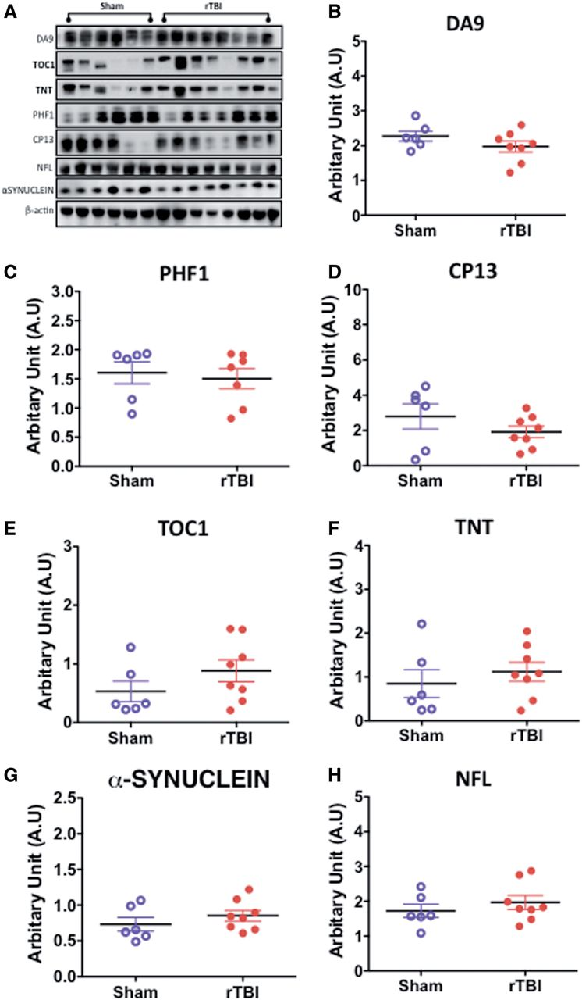 A
Sham rTBI
DA9
TOC1
TNT
PHF1
CP13
NFL
αSYNUCLEIN
β-actin
B
DA9
Arbitary Unit (A.U)
5
4
3
2
1
0
Sham rTBI
C
PHF1
Arbitary Unit (A.U)
3.0
2.5
2.0
1.5
1.0
0.5
0.0
Sham rTBI
D
CP13
Arbitary Unit (A.U)
10
8
6
4
2
0
Sham rTBI
E
TOC1
Arbitary Unit (A.U)
3
2
1
0
Sham rTBI
F
TNT
Arbitary Unit (A.U)
4
3
2
1
0
Sham rTBI
G
α-SYNUCLEIN
Arbitary Unit (A.U)
2.5
2.0
1.5
1.0
0.5
0.0
Sham rTBI
H
NFL
Arbitary Unit (A.U)
5
4
3
2
1
0
Sham rTBI